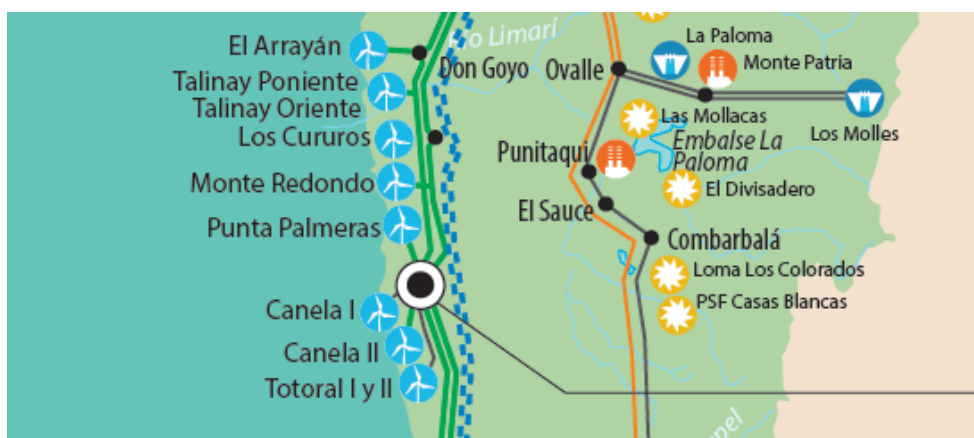 El Arrayán
Río Limarí
Don Goyo
Ovalle
La Paloma
Monte Patria
Talinay Poniente
Talinay Oriente
Los Cururos
Las Mollacas
Embalse La
Paloma
Los Molles
Punitaqui
Monte Redondo
El Divisadero
Punta Palmeras
El Sauce
Combarbalá
Loma Los Colorados
PSF Casas Blancas
Canela I
Canela II
Totoral I y II